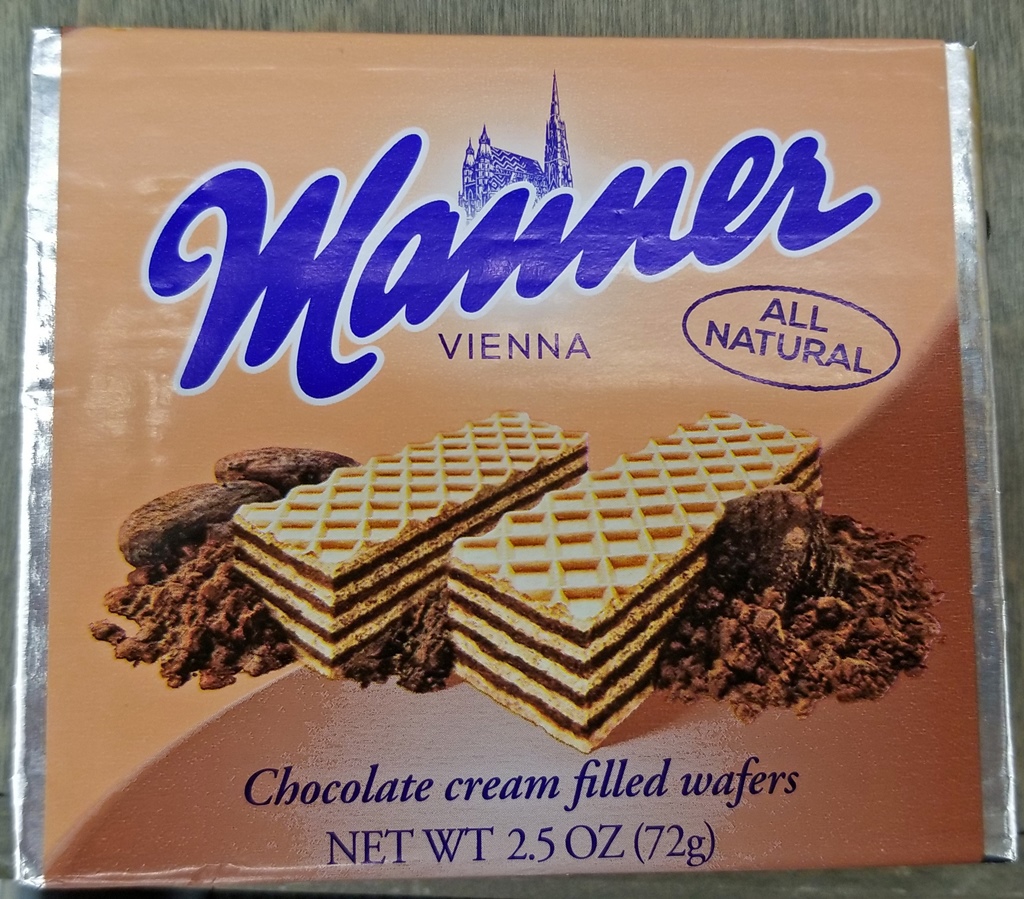 Manner
VIENNA
ALL
NATURAL
Chocolate cream filled wafers
NET WT 2.5 OZ (72g)